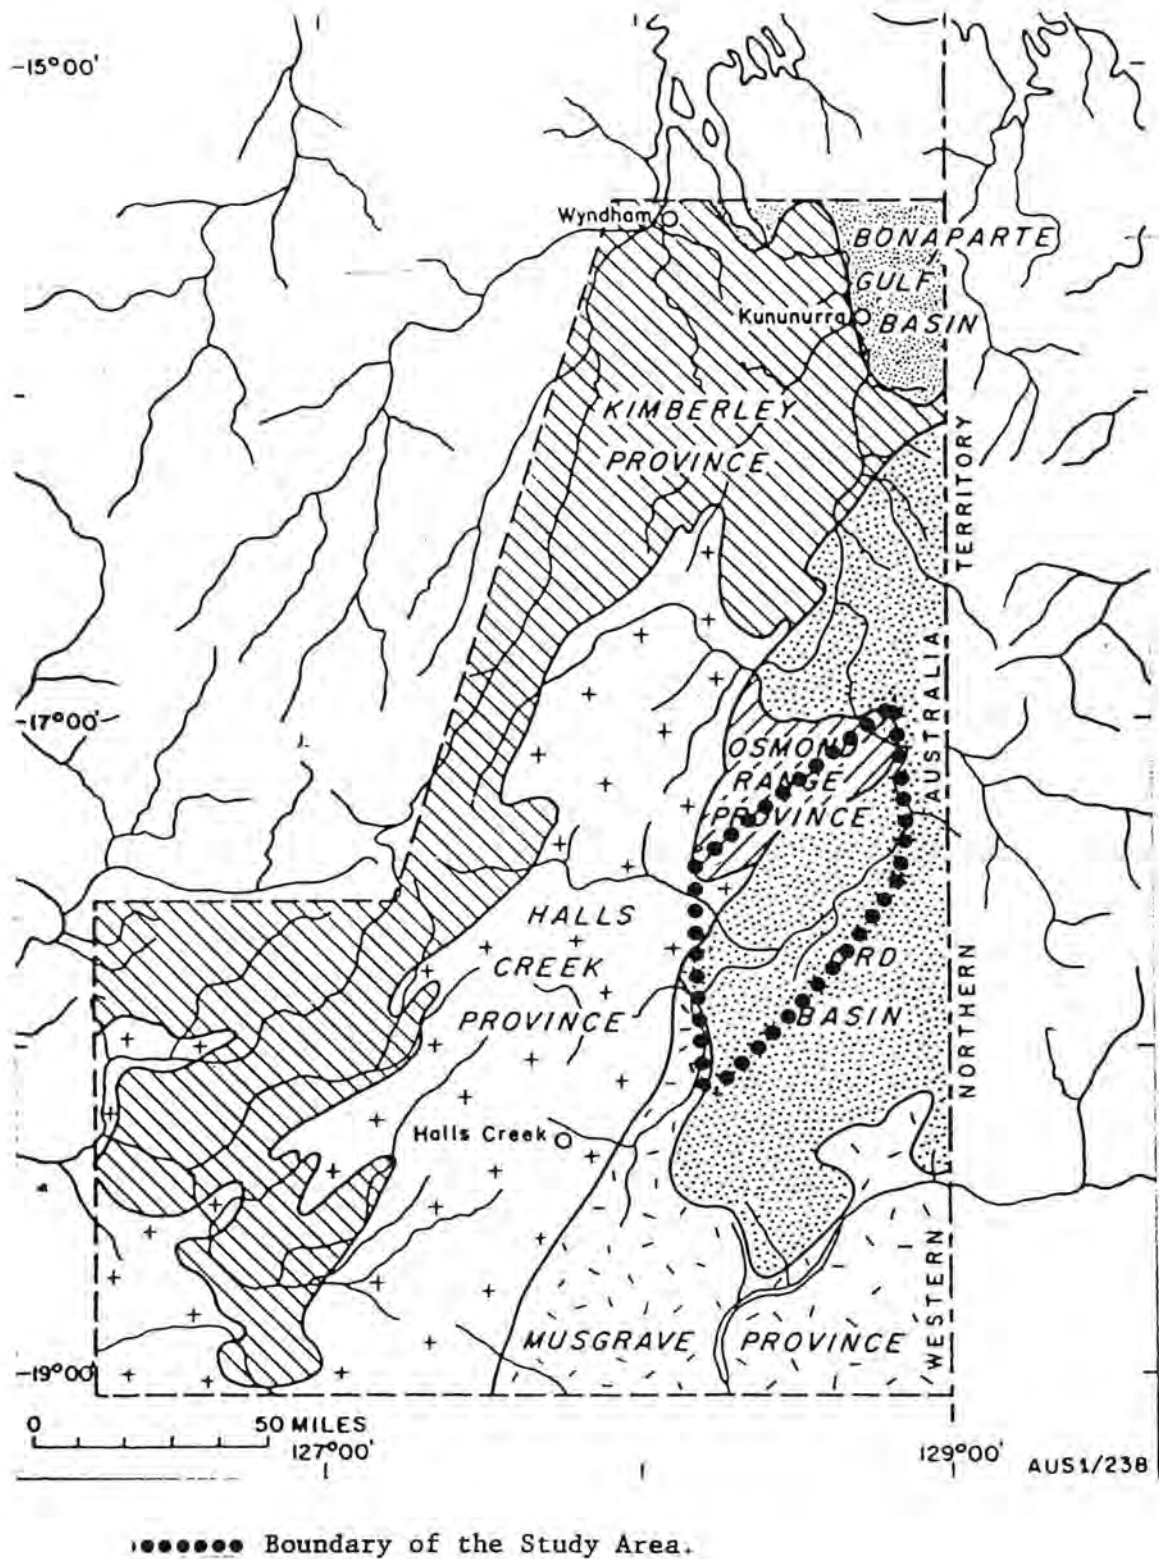 -15°00'
Wyndham
BONAPARTE
GULF
Kununurra
BASIN
KIMBERLEY
PROVINCE
TERRITORY
-17°00'
OSMOND
RANGE
PROVINCE
AUSTRALIA
HALLS
CREEK
PROVINCE
ORD
BASIN
NORTHERN
Halls Creek
WESTERN
MUSGRAVE PROVINCE
-19°00'
0 50 MILES
127°00'
129°00'
AUS1/238
Boundary of the Study Area.